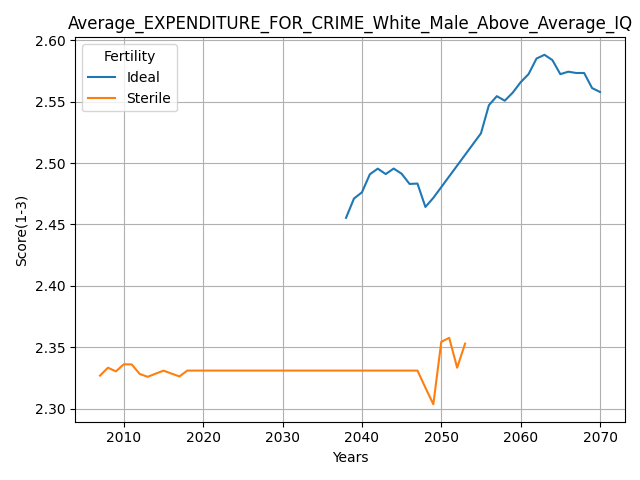 Average_EXPENDITURE_FOR_CRIME_White_Male_Above_Average_IQ
Fertility
Ideal
Sterile
2.60
2.55
2.50
2.45
2.40
2.35
2.30
Score(1-3)
2010 2020 2030 2040 2050 2060 2070
Years